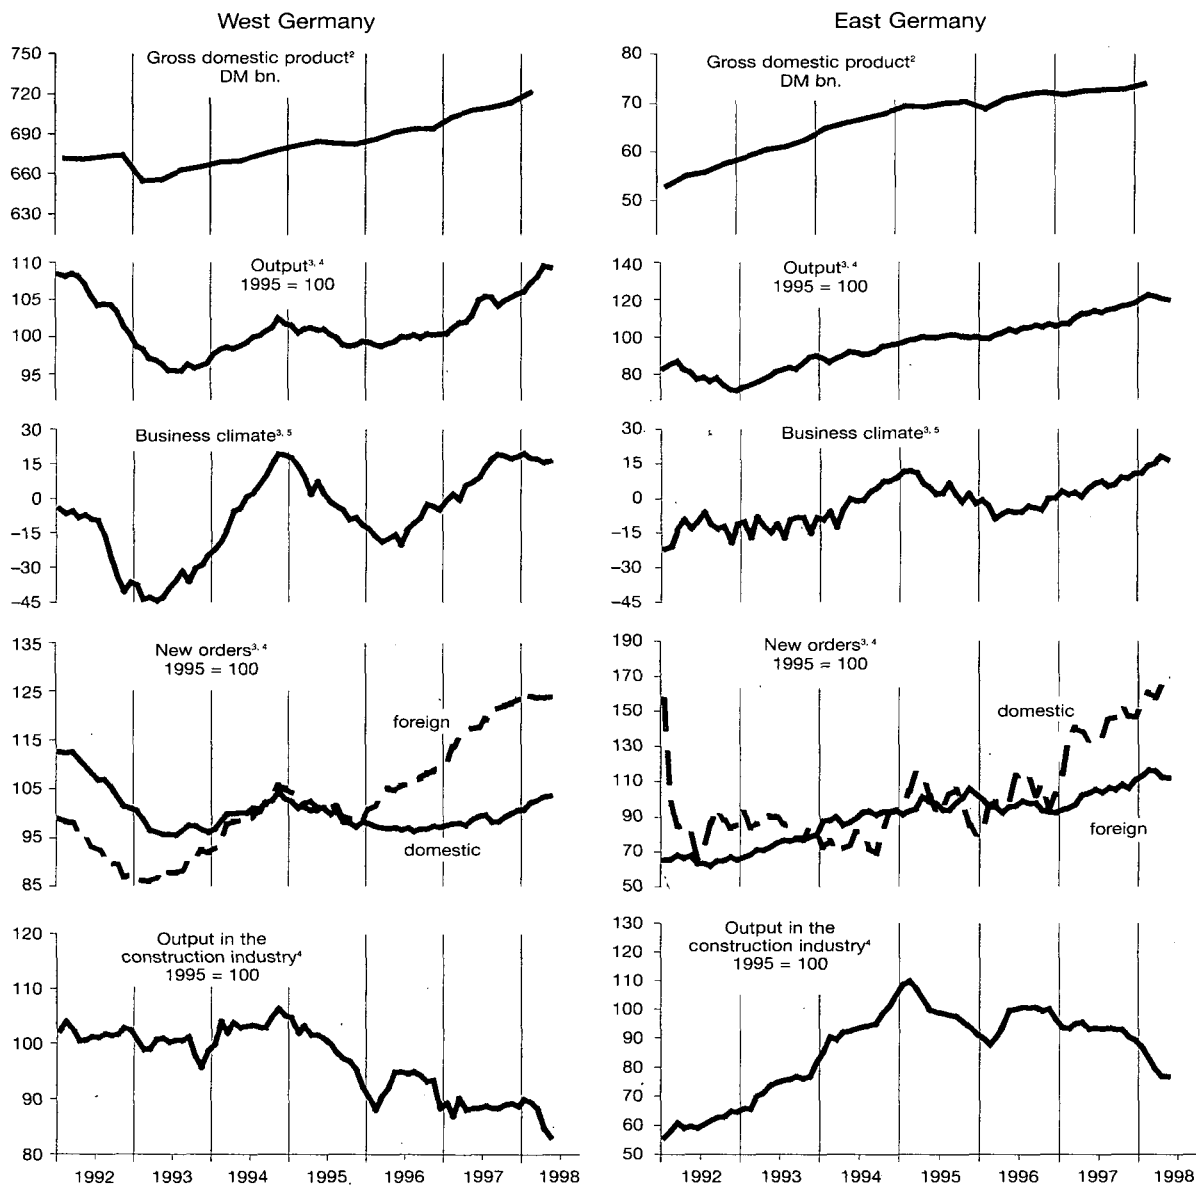 West Germany
750
720
690
660
630
Gross domestic product²
DM bn.
110
105
100
95
Output³, ⁴
1995 = 100
30
15
0
-15
-30
-45
Business climate³, ⁵
135
125
115
105
95
85
New orders³, ⁴
1995 = 100
foreign
domestic
120
110
100
90
80
Output in the
construction industry⁴
1995 = 100
1992 1993 1994 1995 1996 1997 1998
East Germany
80
70
60
50
Gross domestic product²
DM bn.
140
120
100
80
Output³, ⁴
1995 = 100
30
15
0
-15
-30
-45
Business climate³, ⁵
190
170
150
130
110
90
70
50
New orders³, ⁴
1995 = 100
domestic
foreign
130
120
110
100
90
80
70
60
50
Output in the
construction industry⁴
1995 = 100
1992 1993 1994 1995 1996 1997 1998